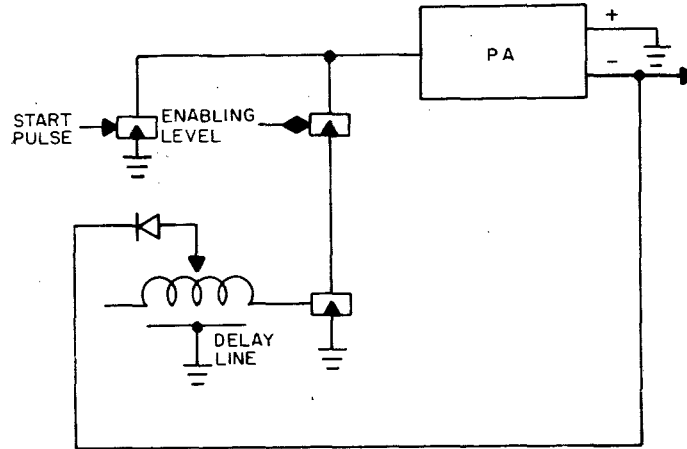 PA
+
−
START
PULSE
ENABLING
LEVEL
DELAY
LINE